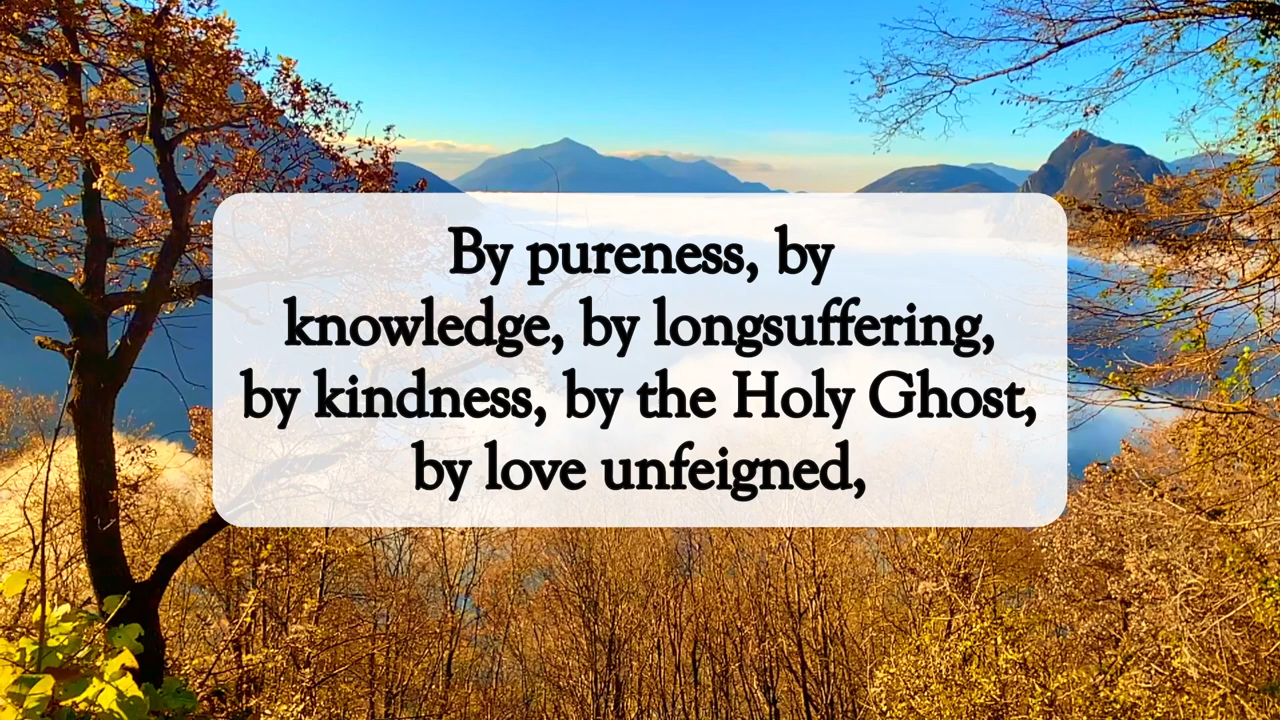 By pureness, by
knowledge, by longsuffering,
by kindness, by the Holy Ghost,
by love unfeigned,